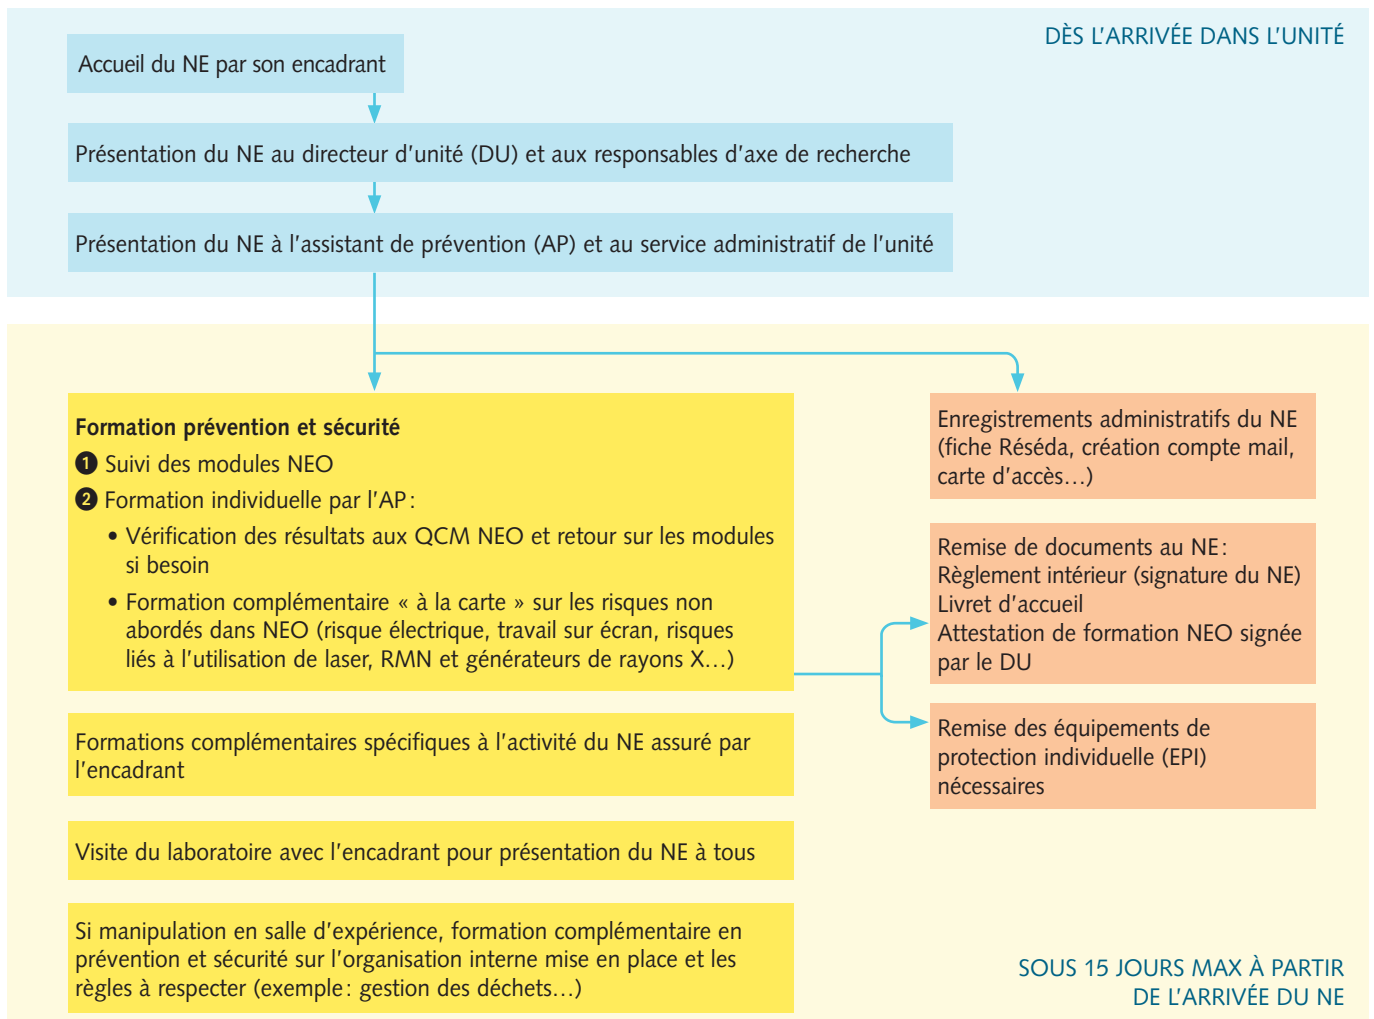 DÈS L'ARRIVÉE DANS L'UNITÉ
Accueil du NE par son encadrant
Présentation du NE au directeur d'unité (DU) et aux responsables d'axe de recherche
Présentation du NE à l'assistant de prévention (AP) et au service administratif de l'unité
Formation prévention et sécurité
1 Suivi des modules NEO
2 Formation individuelle par l'AP :
• Vérification des résultats aux QCM NEO et retour sur les modules
si besoin
• Formation complémentaire « à la carte » sur les risques non
abordés dans NEO (risque électrique, travail sur écran, risques
liés à l'utilisation de laser, RMN et générateurs de rayons X…)
Formations complémentaires spécifiques à l'activité du NE assuré par
l'encadrant
Visite du laboratoire avec l'encadrant pour présentation du NE à tous
Si manipulation en salle d'expérience, formation complémentaire en
prévention et sécurité sur l'organisation interne mise en place et les
règles à respecter (exemple : gestion des déchets…)
Enregistrements administratifs du NE
(fiche Réséda, création compte mail,
carte d'accès…)
Remise de documents au NE :
Règlement intérieur (signature du NE)
Livret d'accueil
Attestation de formation NEO signée
par le DU
Remise des équipements de
protection individuelle (EPI)
nécessaires
SOUS 15 JOURS MAX À PARTIR
DE L'ARRIVÉE DU NE